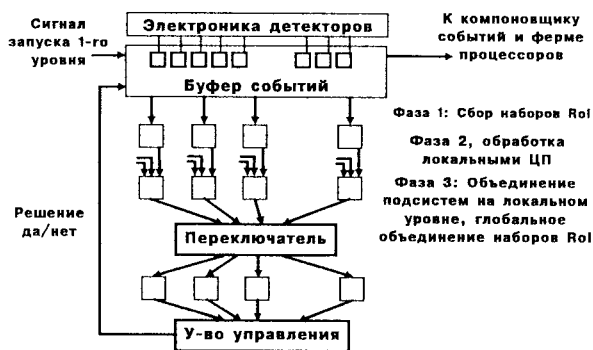 Сигнал
запуска 1-го
уровня
Электроника детекторов
Буфер событий
К компоновщику
событий и ферме
процессоров
Фаза 1: Сбор наборов RoI
Фаза 2, обработка
локальными ЦП
Фаза 3: Объединение
подсистем на локальном
уровне, глобальное
объединение наборов RoI
Решение
да/нет
Переключатель
У-во управления